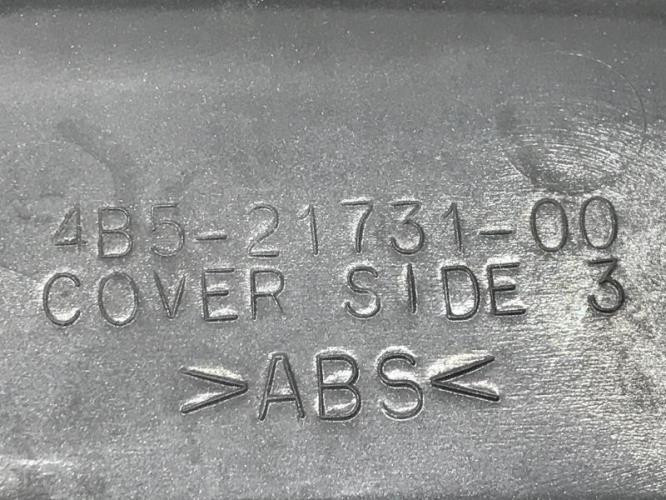 4B5-21731-00
COVER SIDE 3
>ABS<